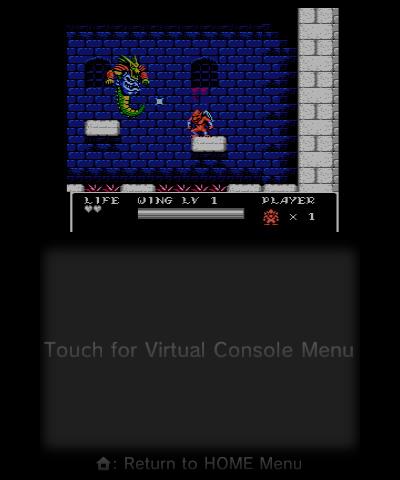 LIFE WING LV 1 PLAYER
× 1
Touch for Virtual Console Menu
: Return to HOME Menu